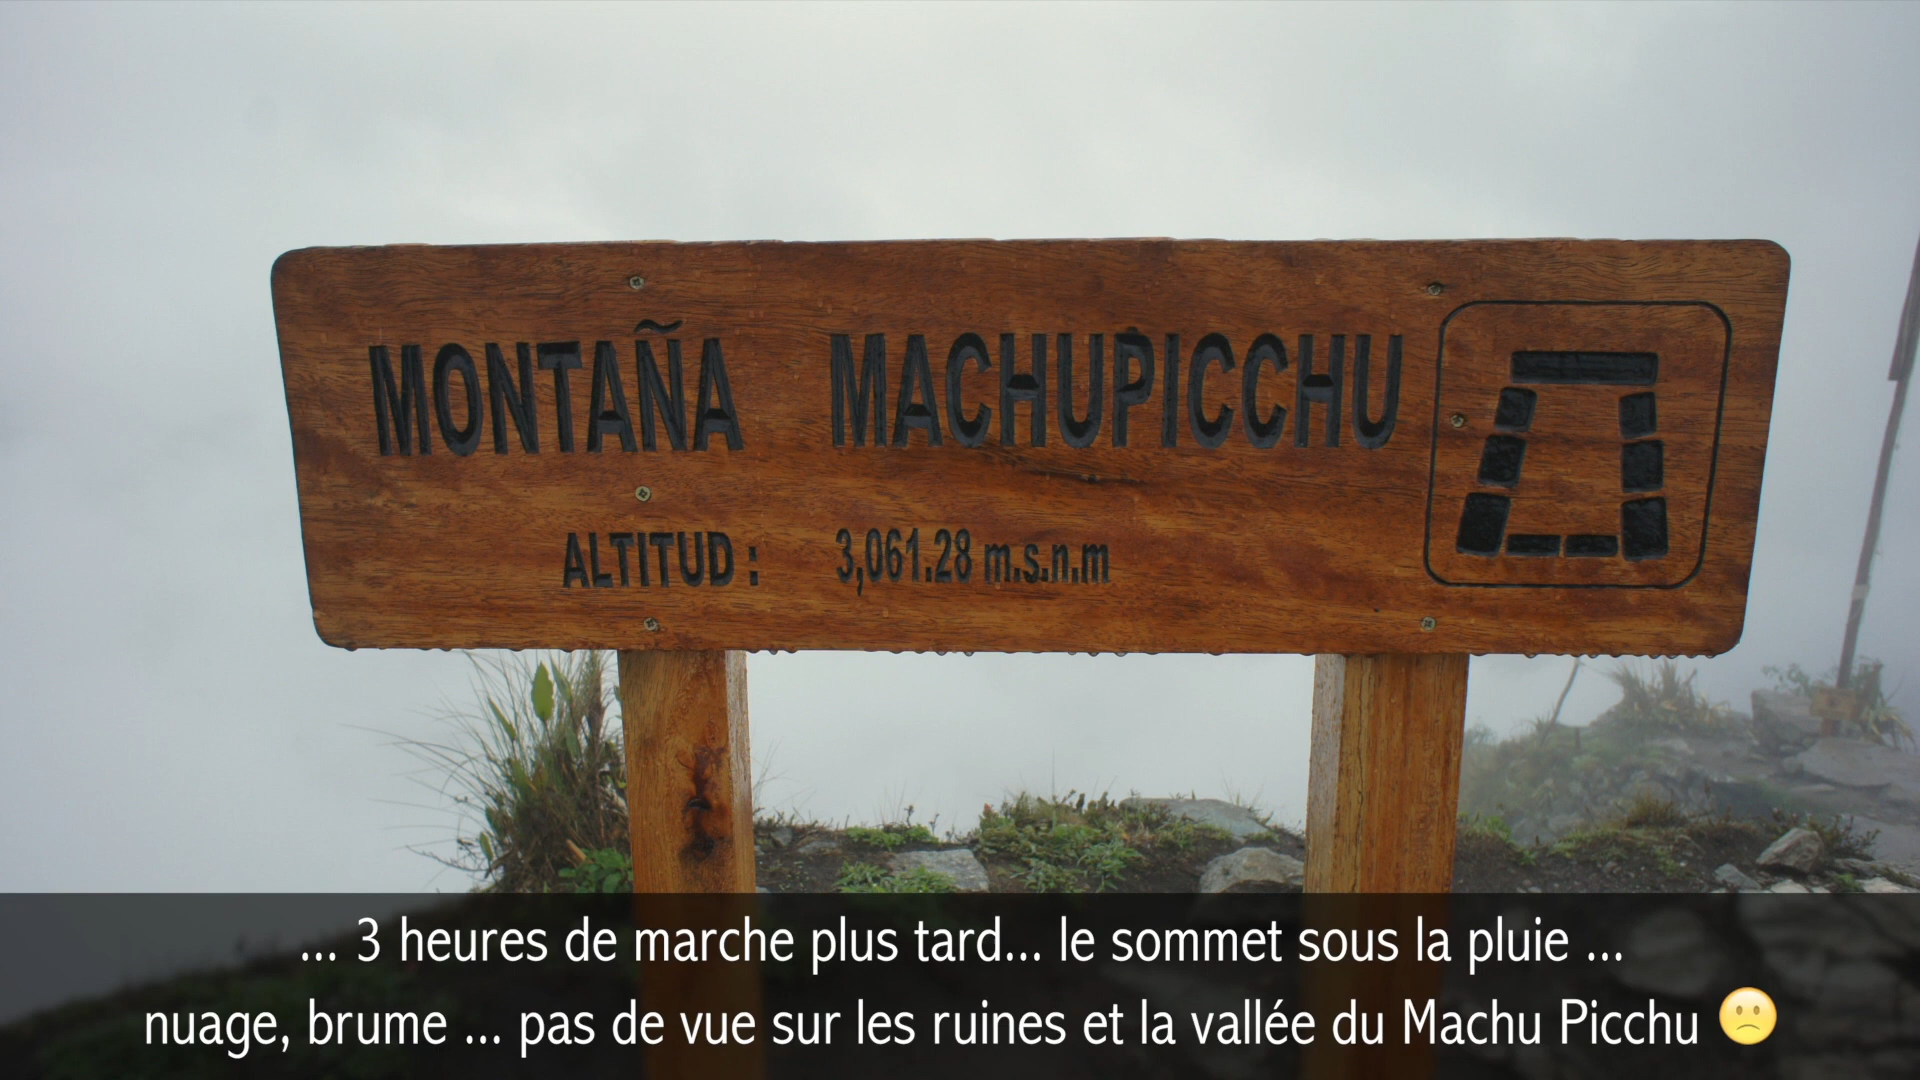 MONTAÑA MACHUPICCHU
ALTITUD : 3,061.28 m.s.n.m
... 3 heures de marche plus tard... le sommet sous la pluie ...
nuage, brume ... pas de vue sur les ruines et la vallée du Machu Picchu 🙁